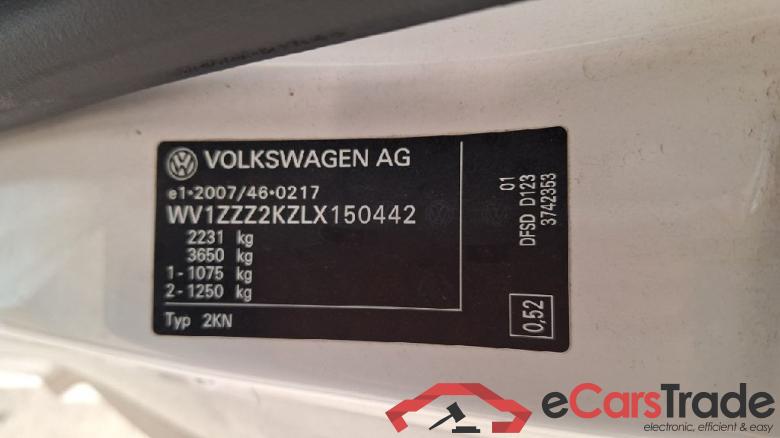 VOLKSWAGEN AG
e1•2007/46•0217
WV1ZZZ2KZLX150442
2231 kg
3650 kg
1 - 1075 kg
2 - 1250 kg
Typ 2KN
01
DFSD D123
3742353
0,52
eCarsTrade
electronic, efficient & easy